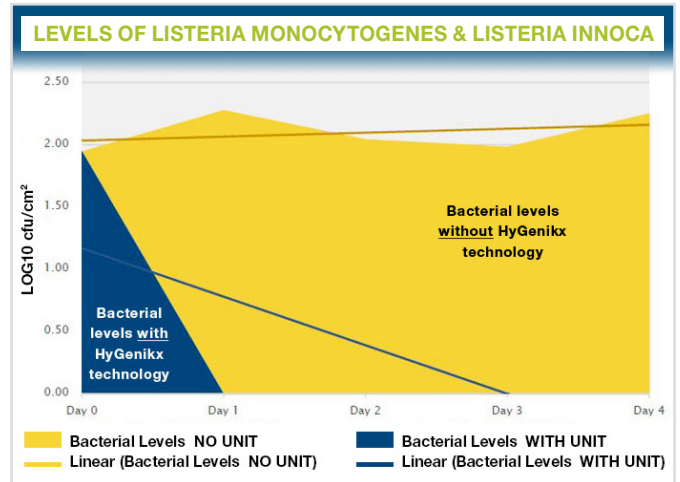 LEVELS OF LISTERIA MONOCYTOGENES & LISTERIA INNOCA
2.50
2.00
1.50
1.00
0.50
0.00
LOG10 cfu/cm²
Bacterial levels
without HyGenikx
technology
Bacterial
levels with
HyGenikx
technology
Day 0 Day 1 Day 2 Day 3 Day 4
Bacterial Levels NO UNIT
Bacterial Levels WITH UNIT
Linear (Bacterial Levels NO UNIT)
Linear (Bacterial Levels WITH UNIT)